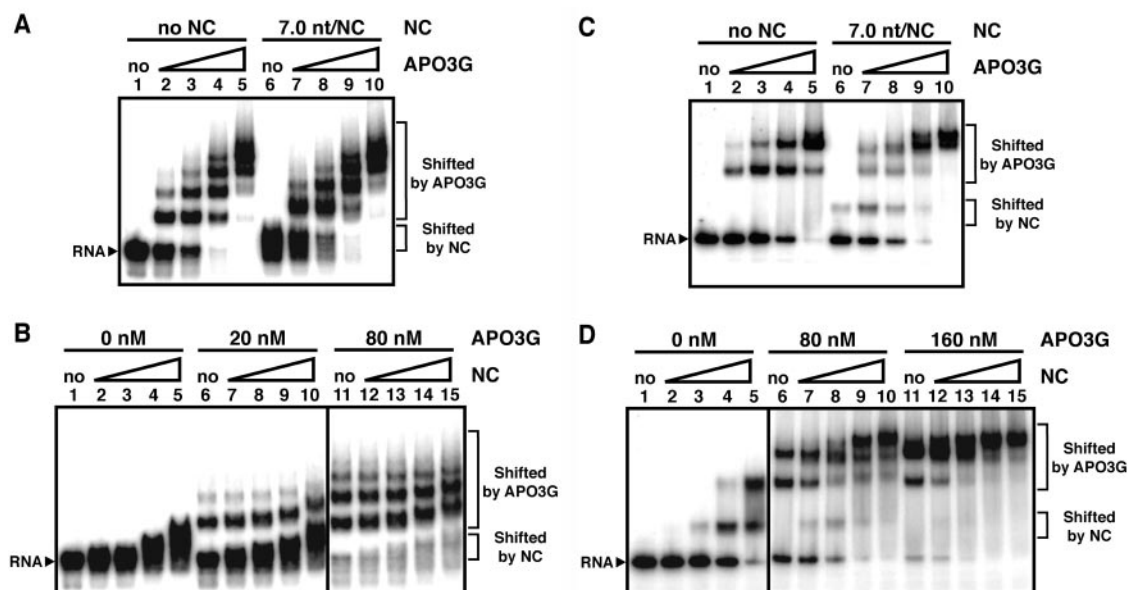 A
no NC 7.0 nt/NC NC
no no APO3G
1 2 3 4 5 6 7 8 9 10
Shifted
by APO3G
Shifted
by NC
RNA
B
0 nM 20 nM 80 nM APO3G
no no no NC
1 2 3 4 5 6 7 8 9 10 11 12 13 14 15
Shifted
by APO3G
Shifted
by NC
RNA
C
no NC 7.0 nt/NC NC
no no APO3G
1 2 3 4 5 6 7 8 9 10
Shifted
by APO3G
Shifted
by NC
RNA
D
0 nM 80 nM 160 nM APO3G
no no no NC
1 2 3 4 5 6 7 8 9 10 11 12 13 14 15
Shifted
by APO3G
Shifted
by NC
RNA